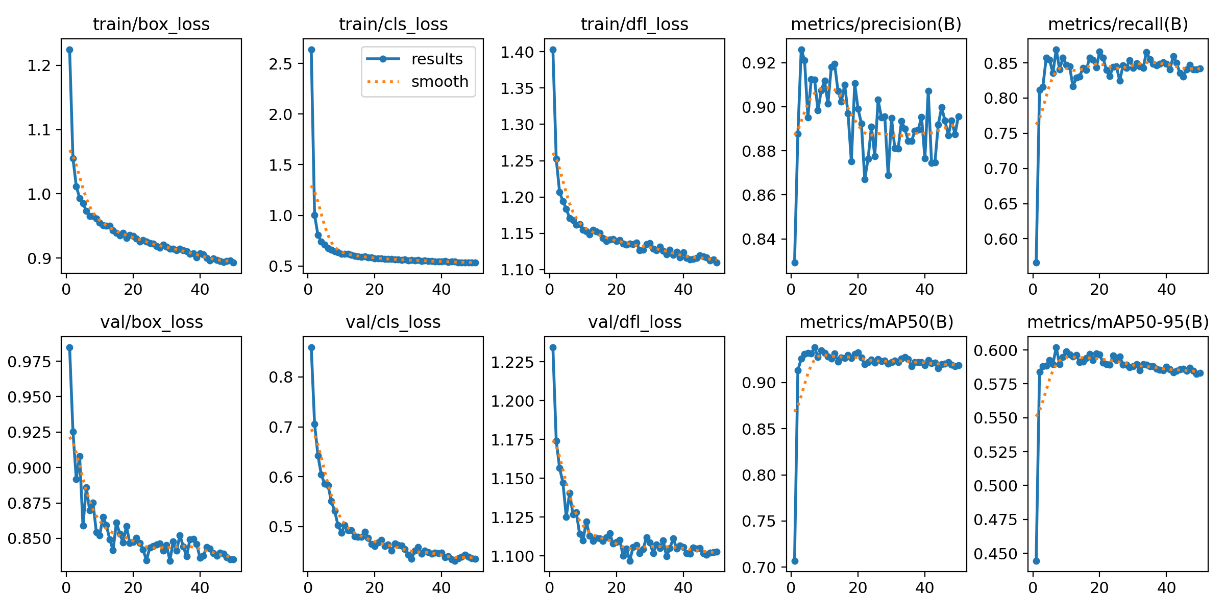 train/box_loss
train/cls_loss
train/dfl_loss
metrics/precision(B)
metrics/recall(B)
results
smooth
1.2
1.1
1.0
0.9
0 20 40
2.5
2.0
1.5
1.0
0.5
0 20 40
1.40
1.35
1.30
1.25
1.20
1.15
1.10
0 20 40
0.92
0.90
0.88
0.86
0.84
0 20 40
0.85
0.80
0.75
0.70
0.65
0.60
0 20 40
val/box_loss
val/cls_loss
val/dfl_loss
metrics/mAP50(B)
metrics/mAP50-95(B)
0.975
0.950
0.925
0.900
0.875
0.850
0 20 40
0.8
0.7
0.6
0.5
0 20 40
1.225
1.200
1.175
1.150
1.125
1.100
0 20 40
0.90
0.85
0.80
0.75
0.70
0 20 40
0.600
0.575
0.550
0.525
0.500
0.475
0.450
0 20 40